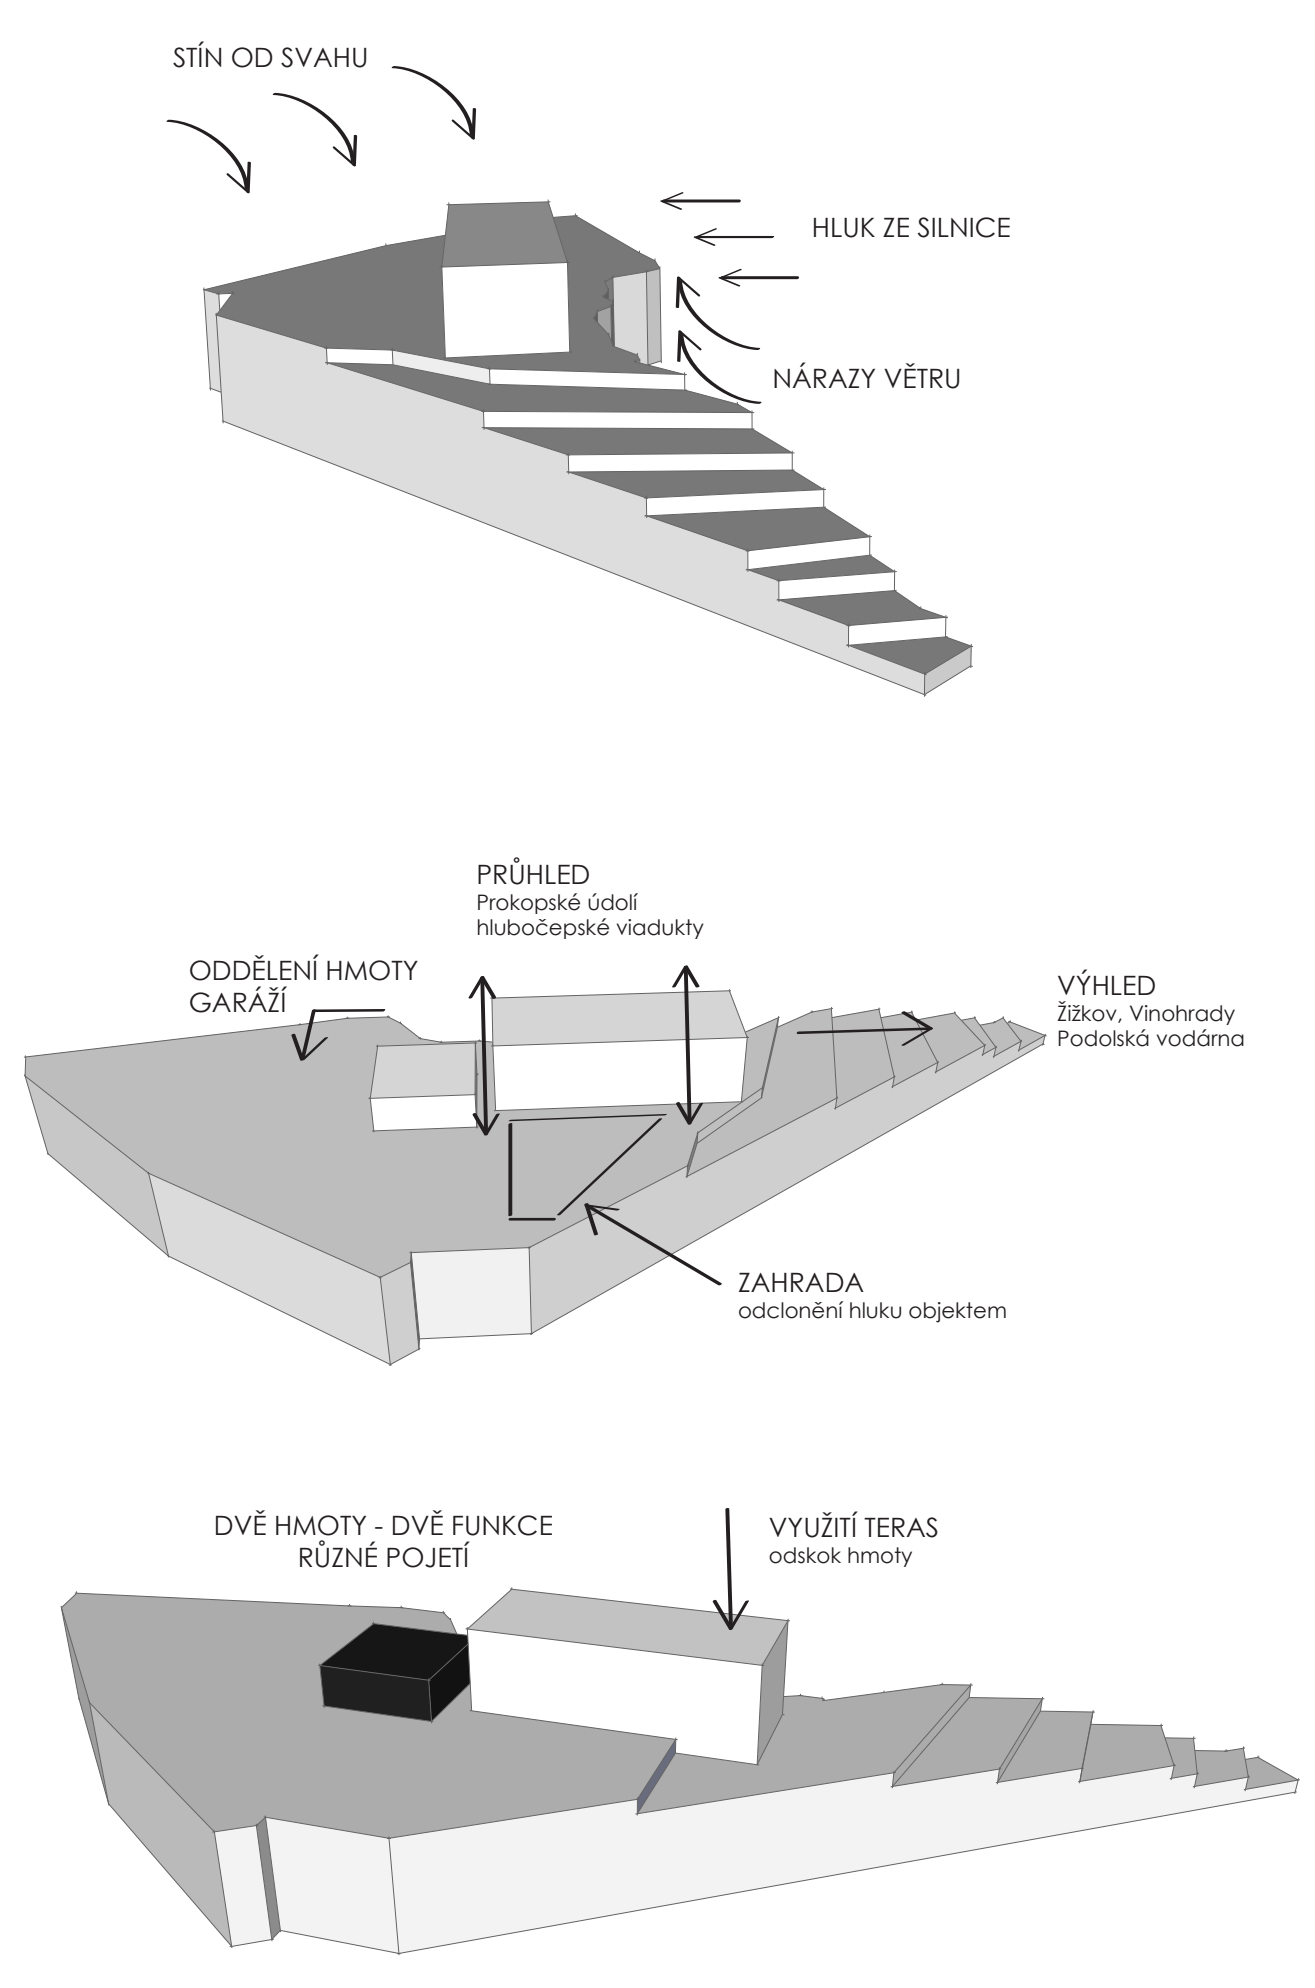 STÍN OD SVAHU
HLUK ZE SILNICE
NÁRAZY VĚTRU
PRŮHLED
Prokopské údolí
hlubočepské viadukty
ODDĚLENÍ HMOTY
GARÁŽÍ
VÝHLED
Žižkov, Vinohrady
Podolská vodárna
ZAHRADA
odclonění hluku objektem
DVĚ HMOTY - DVĚ FUNKCE
RŮZNÉ POJETÍ
VYUŽITÍ TERAS
odskok hmoty